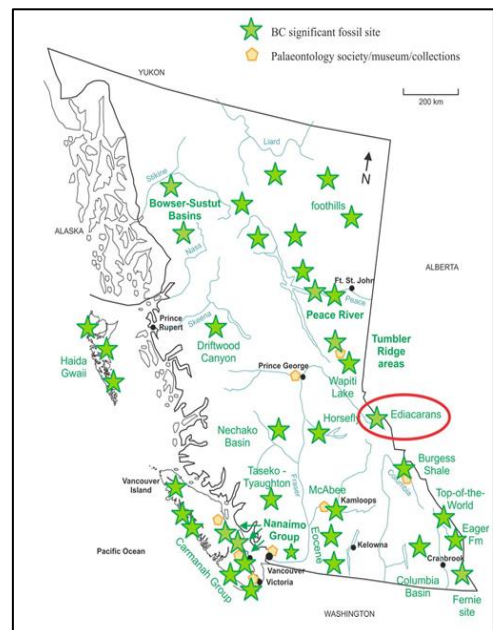 BC significant fossil site
Palaeontology society/museum/collections
YUKON
200 km
Liard
N
Stikine
Bowser-Sustut
Basins
foothills
ALASKA
Nass
Ft. St. John
ALBERTA
Peace
Prince
Rupert
Skeena
Peace River
Driftwood
Canyon
Tumbler
Ridge
areas
Haida
Gwaii
Prince George
Wapiti
Lake
Nechako
Basin
Horsefly
Ediacarans
Burgess
Shale
Columbia
Taseko -
Tyaughton
Fraser
McAbee
Kamloops
Top-of-the-
World
Vancouver
Island
Nanaimo
Group
Eocene
Eager
Fm
Pacific Ocean
Carmanah Group
Kelowna
Cranbrook
Vancouver
Victoria
Columbia
Basin
Fernie
site
WASHINGTON